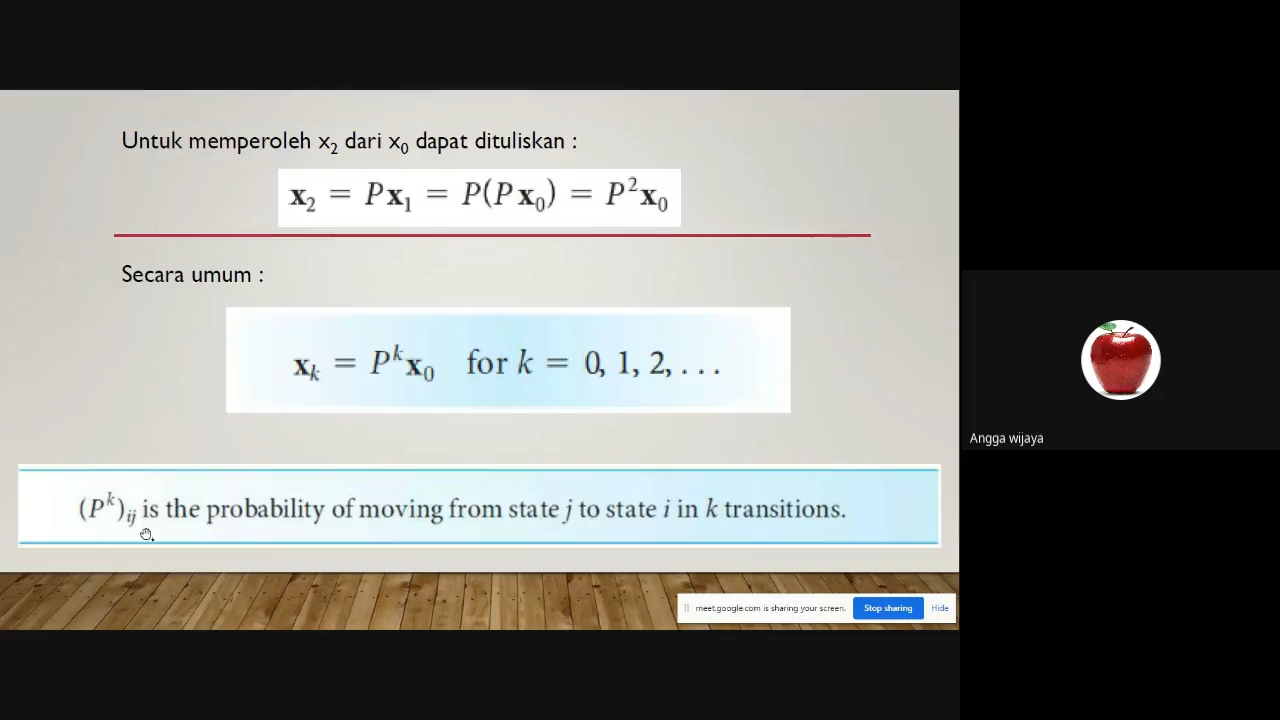 Untuk memperoleh x₂ dari x₀ dapat dituliskan :
x₂ = Px₁ = P(Px₀) = P²x₀
Secara umum :
xₖ = Pᵏx₀ for k = 0, 1, 2, . . .
(Pᵏ)ᵢⱼ is the probability of moving from state j to state i in k transitions.
meet.google.com is sharing your screen. Stop sharing Hide
Angga wijaya